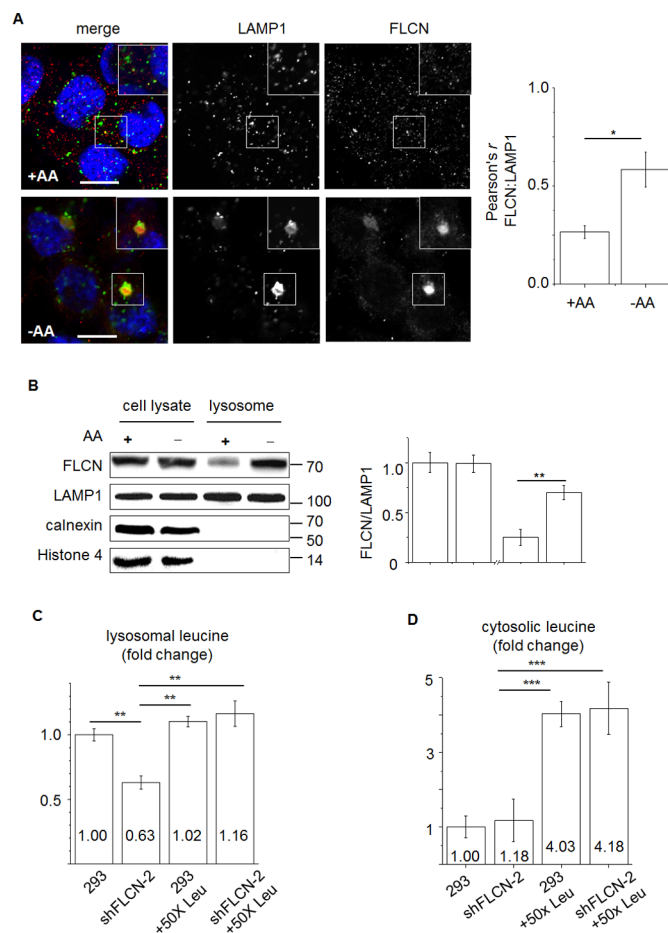 A
merge
LAMP1
FLCN
+AA
-AA
1.0
0.5
0.0
Pearson's r
FLCN:LAMP1
*
+AA
-AA
B
cell lysate
lysosome
AA
+
–
+
–
FLCN
70
LAMP1
100
calnexin
70
50
Histone 4
14
FLCN/LAMP1
1.0
0.5
0
**
C
lysosomal leucine
(fold change)
**
**
**
1.0
0.5
1.00
0.63
1.02
1.16
293
shFLCN-2
293
+50X Leu
shFLCN-2
+50X Leu
D
cytosolic leucine
(fold change)
***
***
5
4
1
1.00
1.18
4.03
4.18
293
shFLCN-2
293
+50X Leu
shFLCN-2
+50X Leu